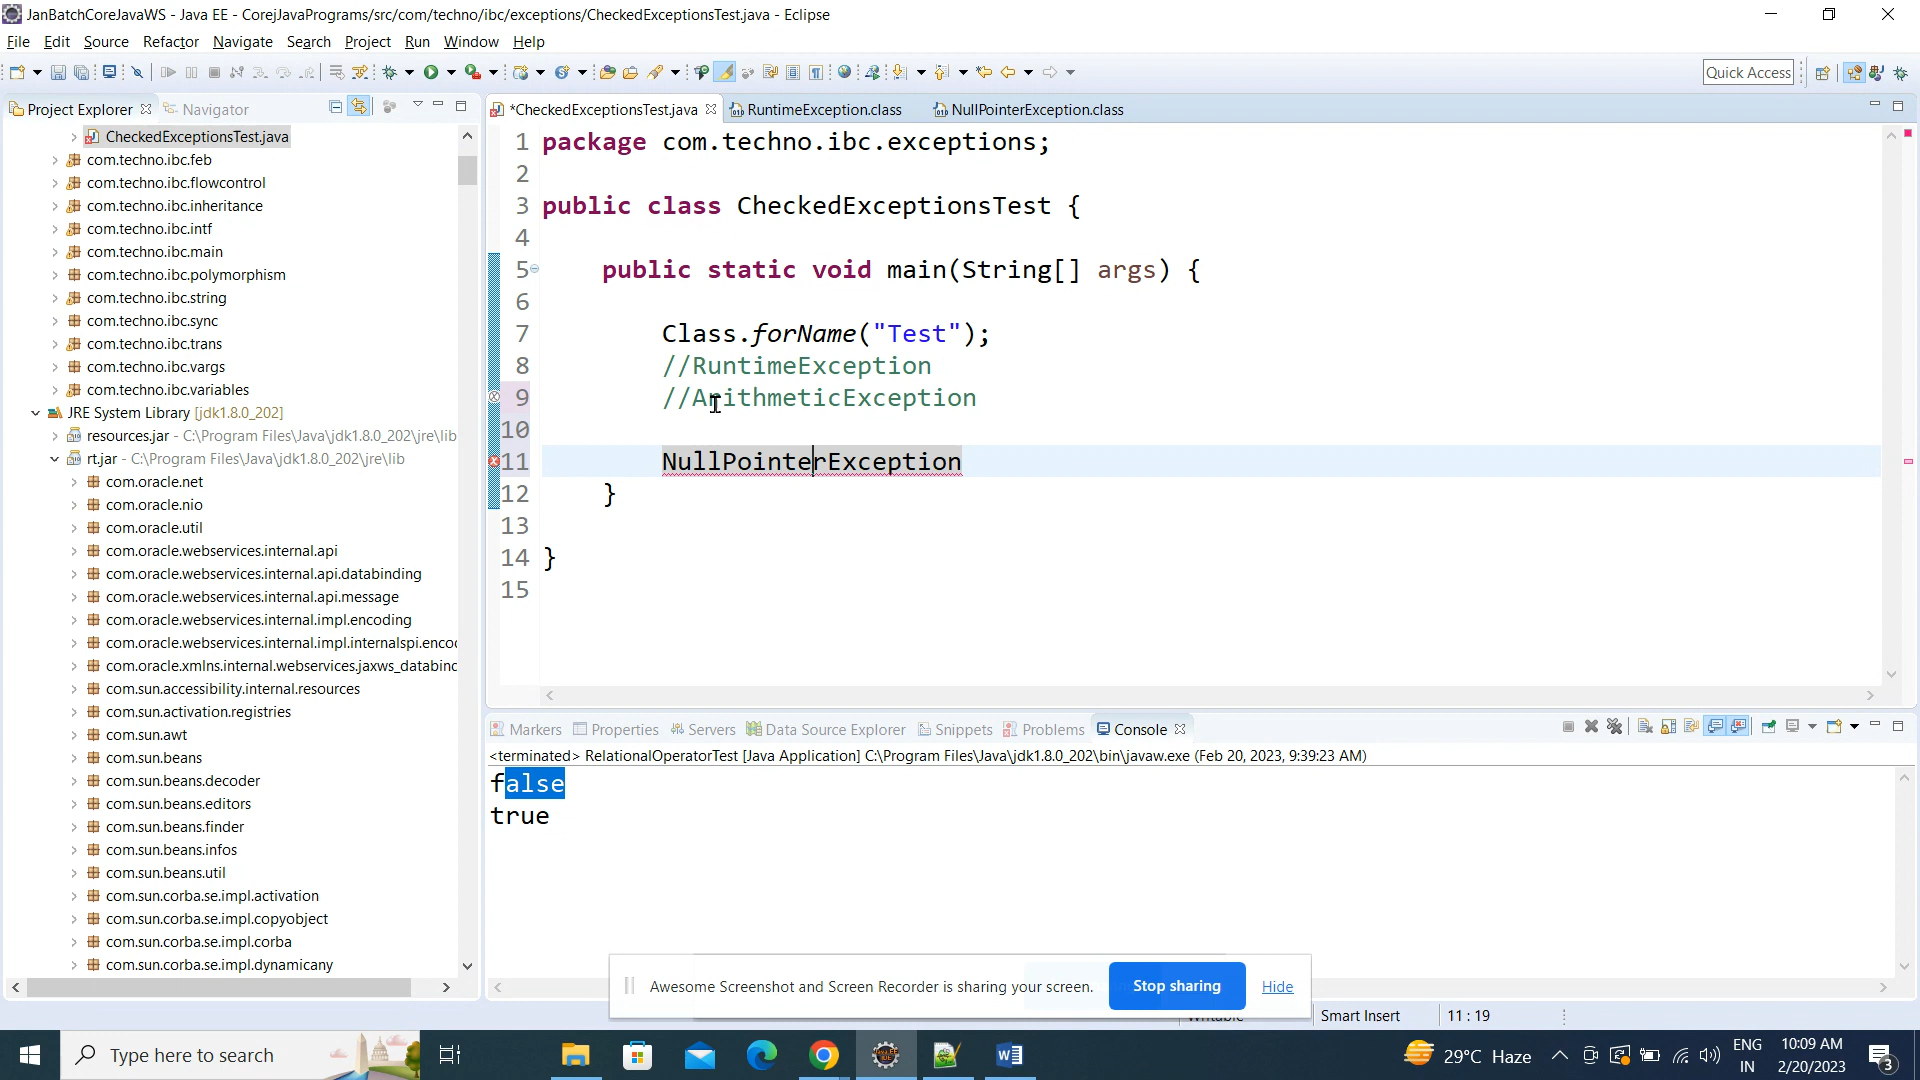 JanBatchCoreJavaWS - Java EE - CorejJavaPrograms/src/com/techno/ibc/exceptions/CheckedExceptionsTest.java - Eclipse
File Edit Source Refactor Navigate Search Project Run Window Help
Quick Access
Project Explorer Navigator
*CheckedExceptionsTest.java RuntimeException.class NullPointerException.class
CheckedExceptionsTest.java
com.techno.ibc.feb
com.techno.ibc.flowcontrol
com.techno.ibc.inheritance
com.techno.ibc.intf
com.techno.ibc.main
com.techno.ibc.polymorphism
com.techno.ibc.string
com.techno.ibc.sync
com.techno.ibc.trans
com.techno.ibc.vargs
com.techno.ibc.variables
JRE System Library [jdk1.8.0_202]
resources.jar - C:\Program Files\Java\jdk1.8.0_202\jre\lib
rt.jar - C:\Program Files\Java\jdk1.8.0_202\jre\lib
com.oracle.net
com.oracle.nio
com.oracle.util
com.oracle.webservices.internal.api
com.oracle.webservices.internal.api.databinding
com.oracle.webservices.internal.api.message
com.oracle.webservices.internal.impl.encoding
com.oracle.webservices.internal.impl.internalspi.enco
com.oracle.xmlns.internal.webservices.jaxws_databinc
com.sun.accessibility.internal.resources
com.sun.activation.registries
com.sun.awt
com.sun.beans
com.sun.beans.decoder
com.sun.beans.editors
com.sun.beans.finder
com.sun.beans.infos
com.sun.beans.util
com.sun.corba.se.impl.activation
com.sun.corba.se.impl.copyobject
com.sun.corba.se.impl.corba
com.sun.corba.se.impl.dynamicany
1 package com.techno.ibc.exceptions;
2
3 public class CheckedExceptionsTest {
4
5 public static void main(String[] args) {
6
7 Class.forName("Test");
8 //RuntimeException
9 //ArithmeticException
10
11 NullPointerException
12 }
13
14 }
15
Markers Properties Servers Data Source Explorer Snippets Problems Console
<terminated> RelationalOperatorTest [Java Application] C:\Program Files\Java\jdk1.8.0_202\bin\javaw.exe (Feb 20, 2023, 9:39:23 AM)
false
true
Awesome Screenshot and Screen Recorder is sharing your screen. Stop sharing Hide
Smart Insert 11 : 19
Type here to search
29°C Haze
ENG
IN
10:09 AM
2/20/2023
3